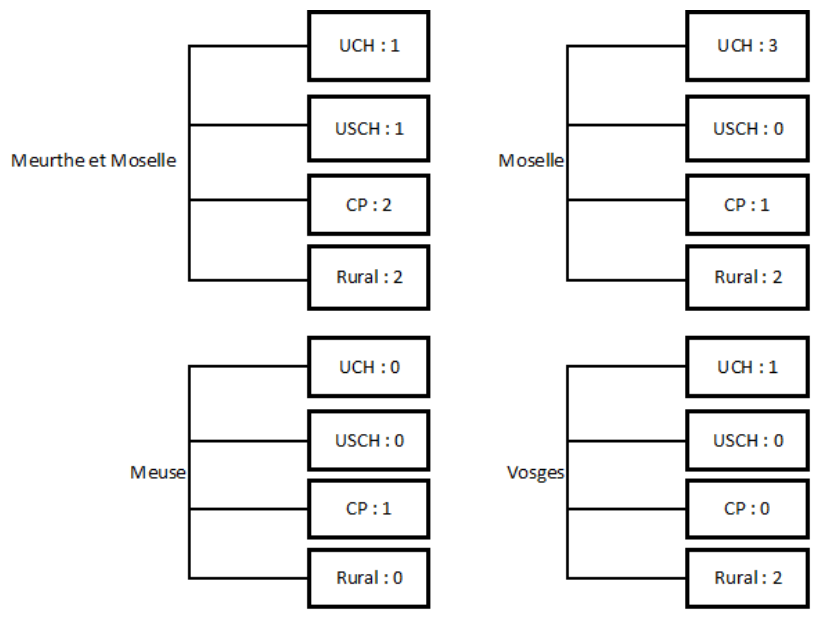 Meurthe et Moselle
UCH : 1
USCH : 1
CP : 2
Rural : 2
Moselle
UCH : 3
USCH : 0
CP : 1
Rural : 2
Meuse
UCH : 0
USCH : 0
CP : 1
Rural : 0
Vosges
UCH : 1
USCH : 0
CP : 0
Rural : 2